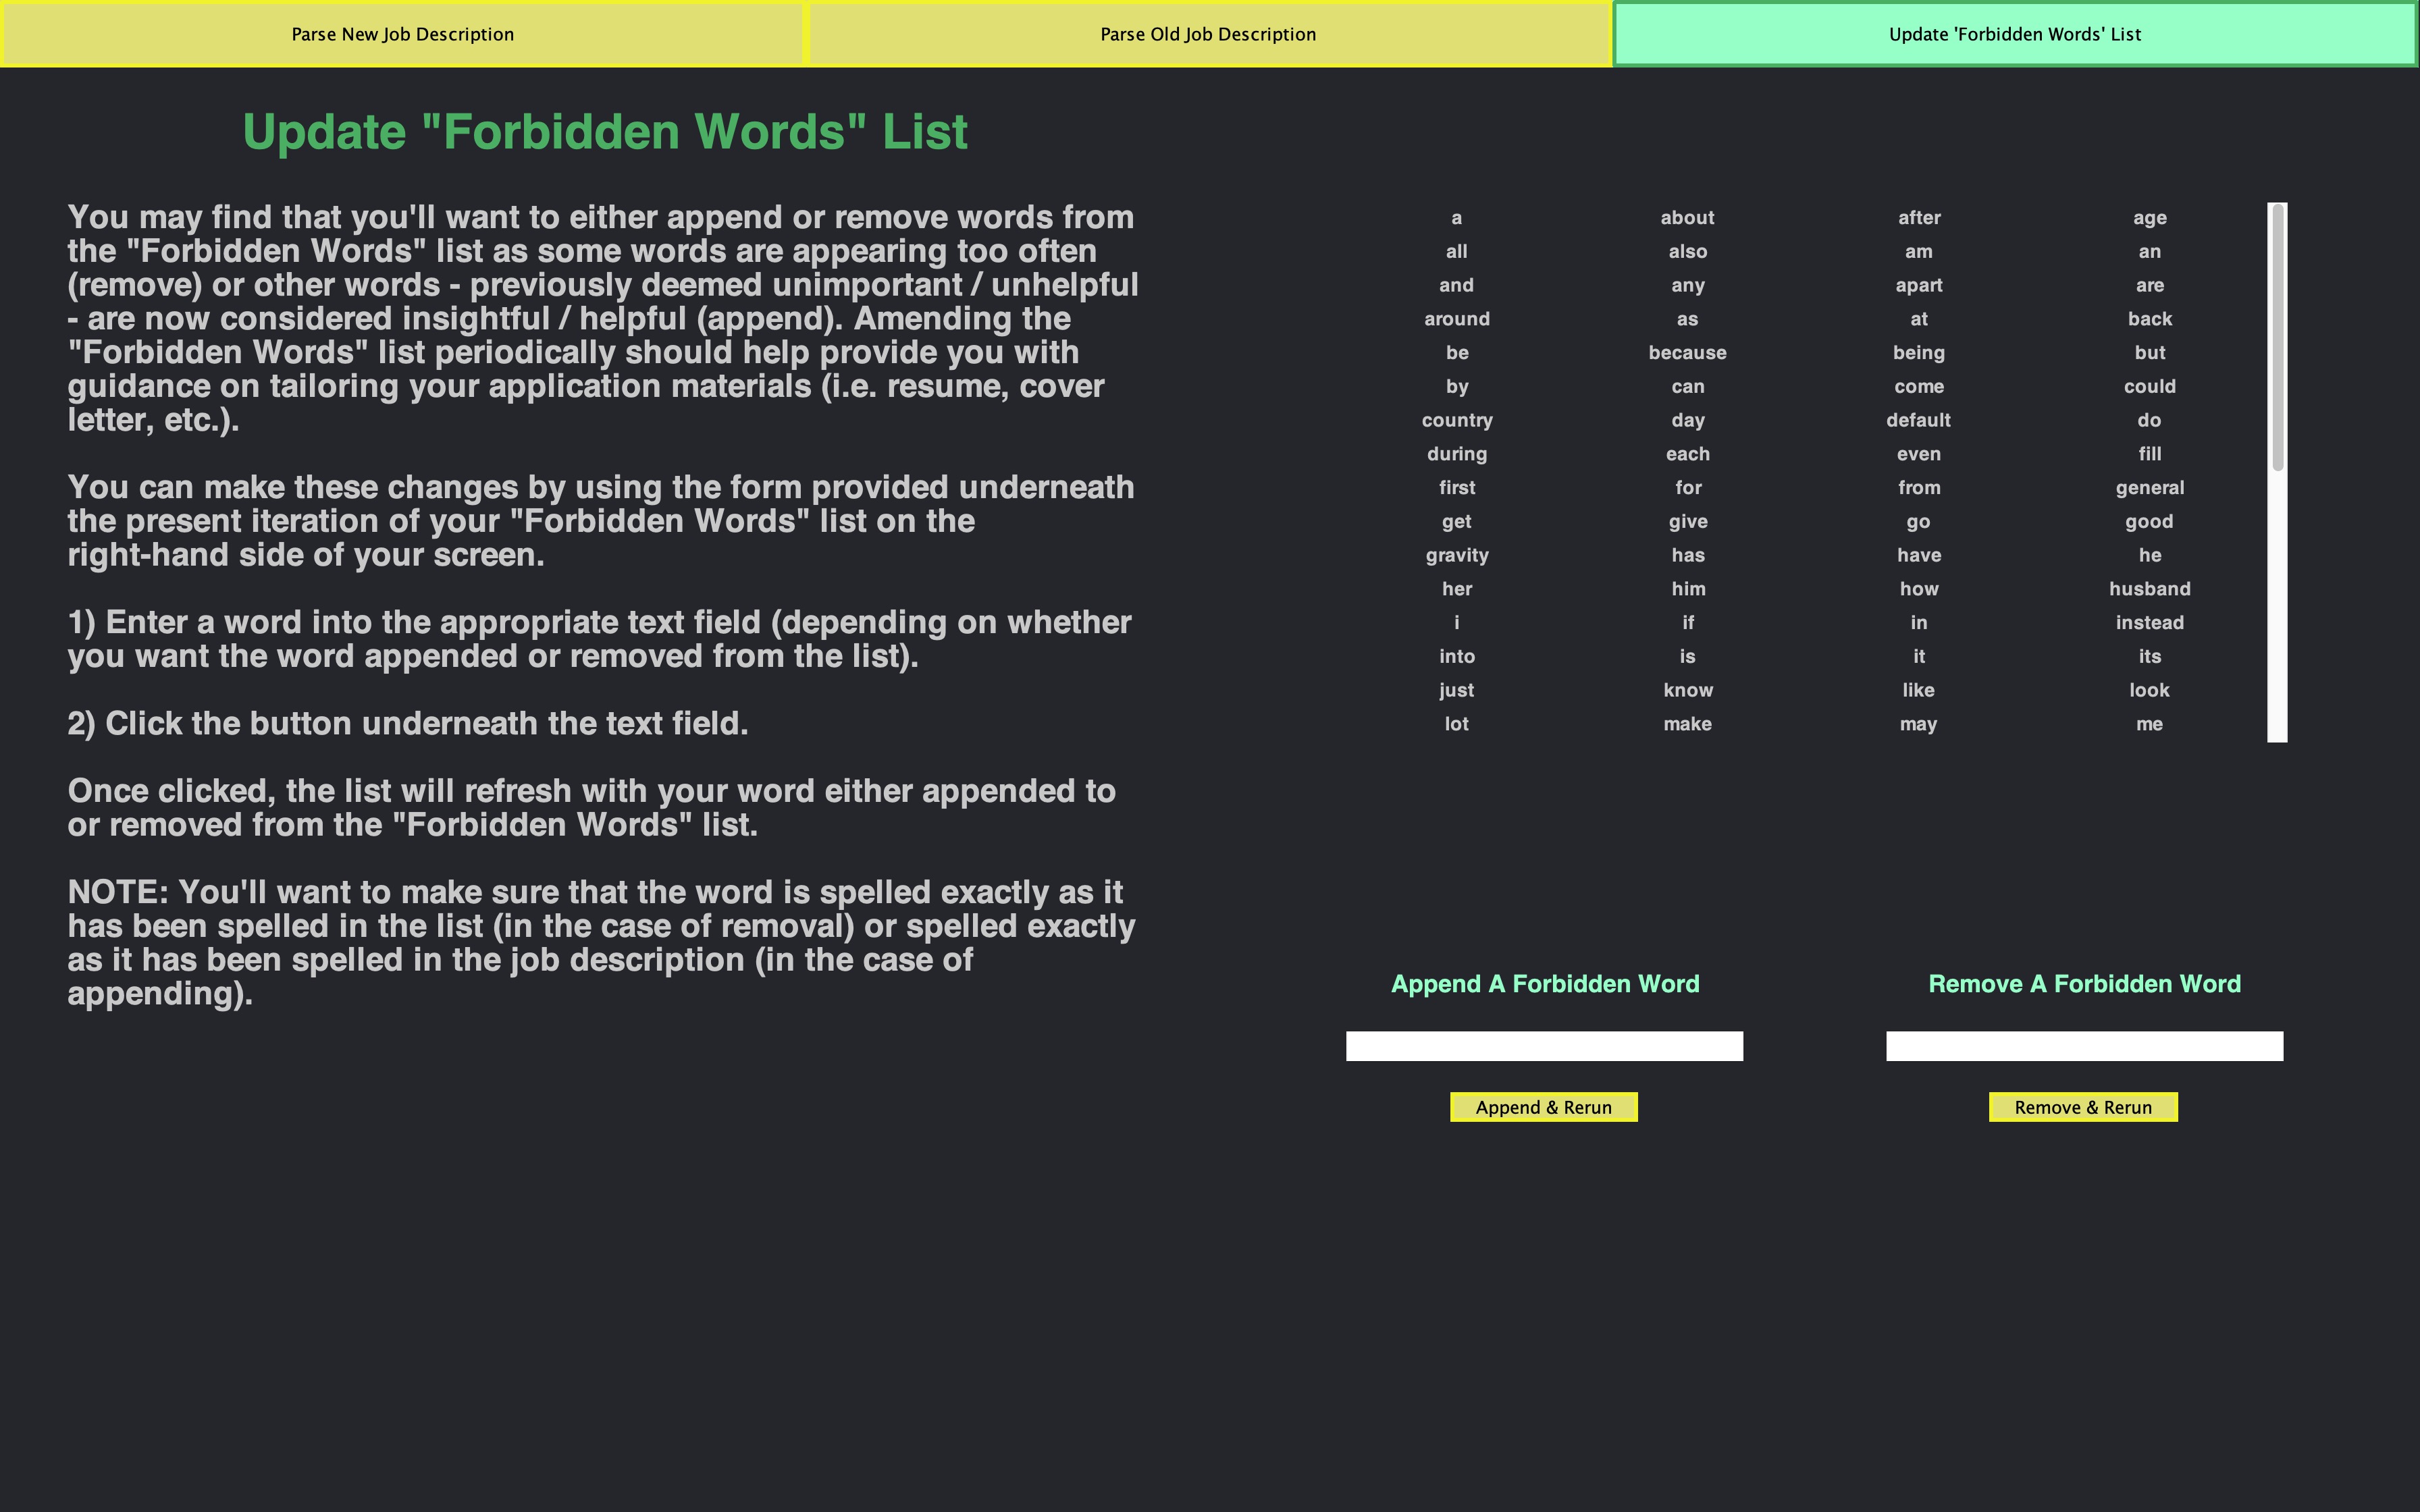 Parse New Job Description
Parse Old Job Description
Update 'Forbidden Words' List
Update "Forbidden Words" List
You may find that you'll want to either append or remove words from
the "Forbidden Words" list as some words are appearing too often
(remove) or other words - previously deemed unimportant / unhelpful
- are now considered insightful / helpful (append). Amending the
"Forbidden Words" list periodically should help provide you with
guidance on tailoring your application materials (i.e. resume, cover
letter, etc.).
You can make these changes by using the form provided underneath
the present iteration of your "Forbidden Words" list on the
right-hand side of your screen.
1) Enter a word into the appropriate text field (depending on whether
you want the word appended or removed from the list).
2) Click the button underneath the text field.
Once clicked, the list will refresh with your word either appended to
or removed from the "Forbidden Words" list.
NOTE: You'll want to make sure that the word is spelled exactly as it
has been spelled in the list (in the case of removal) or spelled exactly
as it has been spelled in the job description (in the case of
appending).
a about after age
all also am an
and any apart are
around as at back
be because being but
by can come could
country day default do
during each even fill
first for from general
get give go good
gravity has have he
her him how husband
i if in instead
into is it its
just know like look
lot make may me
Append A Forbidden Word
Remove A Forbidden Word
Append & Rerun
Remove & Rerun